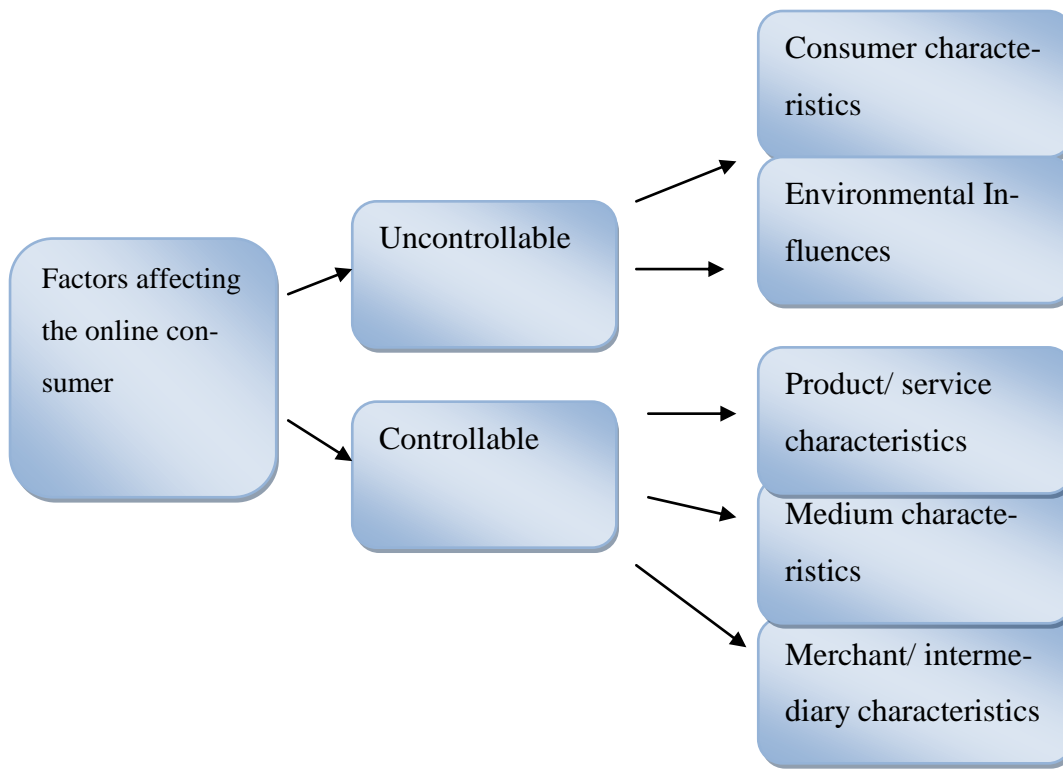 Factors affecting
the online con-
sumer
Uncontrollable
Controllable
Consumer characte-
ristics
Environmental In-
fluences
Product/ service
characteristics
Medium characte-
ristics
Merchant/ interme-
diary characteristics